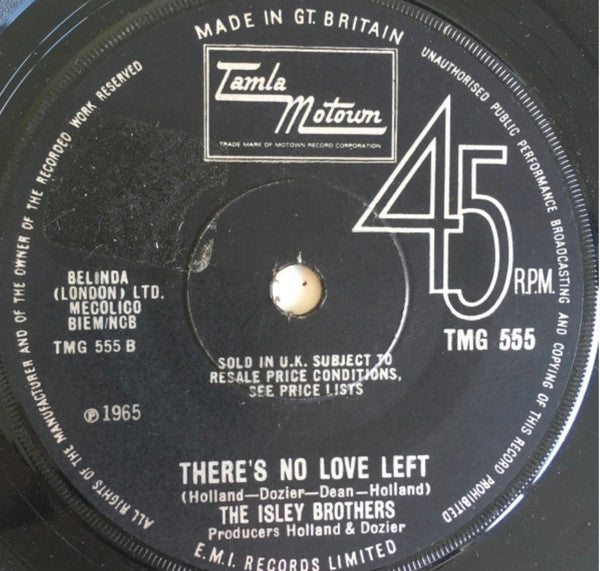 MADE IN GT. BRITAIN
Tamla
Motown
TRADE MARK OF MOTOWN RECORD CORPORATION
UNAUTHORISED PUBLIC PERFORMANCE BROADCASTING AND COPYING OF THIS RECORD PROHIBITED
ALL RIGHTS OF THE MANUFACTURER AND OF THE OWNER OF THE RECORDED WORK RESERVED
45
R.P.M.
TMG 555
BELINDA
(LONDON) LTD.
MECOLICO
BIEM/NCB
TMG 555 B
SOLD IN U.K. SUBJECT TO
RESALE PRICE CONDITIONS,
SEE PRICE LISTS
℗ 1965
THERE'S NO LOVE LEFT
(Holland—Dozier—Dean—Holland)
THE ISLEY BROTHERS
Producers Holland & Dozier
E.M.I. RECORDS LIMITED